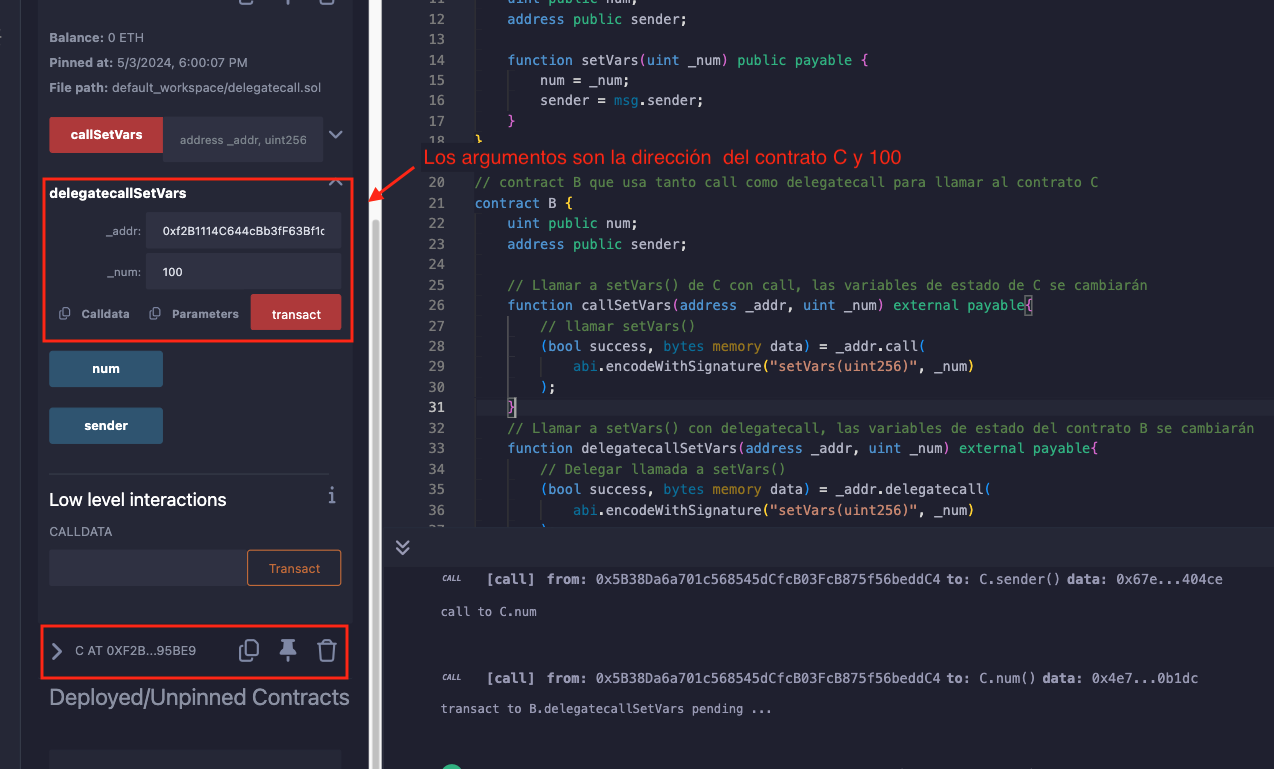 Balance: 0 ETH
Pinned at: 5/3/2024, 6:00:07 PM
File path: default_workspace/delegatecall.sol
callSetVars
address _addr, uint256
delegatecallSetVars
_addr:
0xf2B1114C644cBb3fF63Bf1c
_num:
100
Calldata
Parameters
transact
num
sender
Low level interactions
i
CALLDATA
Transact
C AT 0XF2B...95BE9
Deployed/Unpinned Contracts
11 uint public num;
12 address public sender;
13
14 function setVars(uint _num) public payable {
15 num = _num;
16 sender = msg.sender;
17 }
18 }
Los argumentos son la dirección del contrato C y 100
20 // contract B que usa tanto call como delegatecall para llamar al contrato C
21 contract B {
22 uint public num;
23 address public sender;
24
25 // Llamar a setVars() de C con call, las variables de estado de C se cambiarán
26 function callSetVars(address _addr, uint _num) external payable{
27 // llamar setVars()
28 (bool success, bytes memory data) = _addr.call(
29 abi.encodeWithSignature("setVars(uint256)", _num)
30 );
31 }
32 // Llamar a setVars() con delegatecall, las variables de estado del contrato B se cambiarán
33 function delegatecallSetVars(address _addr, uint _num) external payable{
34 // Delegar llamada a setVars()
35 (bool success, bytes memory data) = _addr.delegatecall(
36 abi.encodeWithSignature("setVars(uint256)", _num)
CALL [call] from: 0x5B38Da6a701c568545dCfcB03FcB875f56beddC4 to: C.sender() data: 0x67e...404ce
call to C.num
CALL [call] from: 0x5B38Da6a701c568545dCfcB03FcB875f56beddC4 to: C.num() data: 0x4e7...0b1dc
transact to B.delegatecallSetVars pending ...